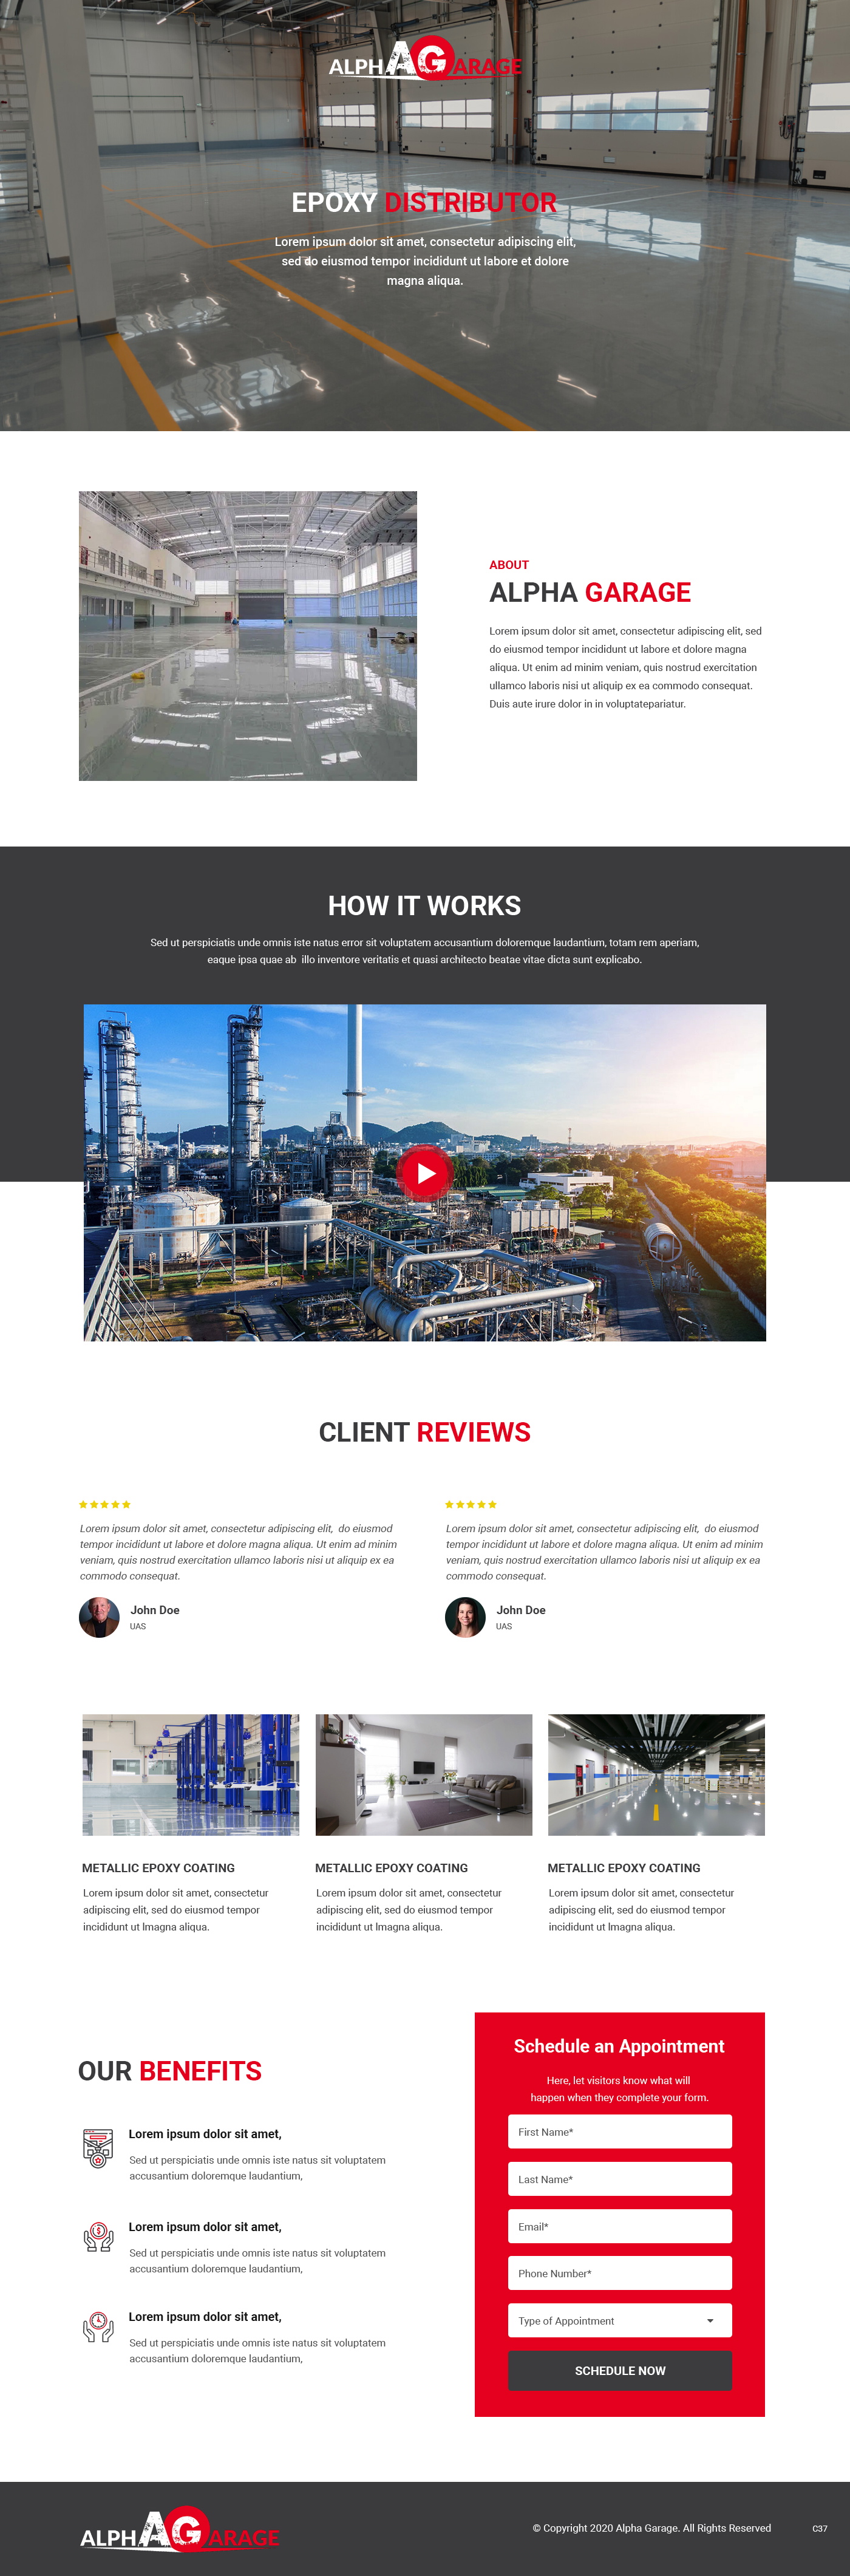 ALPHAGARAGE
EPOXY DISTRIBUTOR
Lorem ipsum dolor sit amet, consectetur adipiscing elit,
sed do eiusmod tempor incididunt ut labore et dolore
magna aliqua.
ABOUT
ALPHA GARAGE
Lorem ipsum dolor sit amet, consectetur adipiscing elit, sed
do eiusmod tempor incididunt ut labore et dolore magna
aliqua. Ut enim ad minim veniam, quis nostrud exercitation
ullamco laboris nisi ut aliquip ex ea commodo consequat.
Duis aute irure dolor in in voluptatepariatur.
HOW IT WORKS
Sed ut perspiciatis unde omnis iste natus error sit voluptatem accusantium doloremque laudantium, totam rem aperiam,
eaque ipsa quae ab illo inventore veritatis et quasi architecto beatae vitae dicta sunt explicabo.
CLIENT REVIEWS
Lorem ipsum dolor sit amet, consectetur adipiscing elit, do eiusmod
tempor incididunt ut labore et dolore magna aliqua. Ut enim ad minim
veniam, quis nostrud exercitation ullamco laboris nisi ut aliquip ex ea
commodo consequat.
John Doe
UAS
Lorem ipsum dolor sit amet, consectetur adipiscing elit, do eiusmod
tempor incididunt ut labore et dolore magna aliqua. Ut enim ad minim
veniam, quis nostrud exercitation ullamco laboris nisi ut aliquip ex ea
commodo consequat.
John Doe
UAS
METALLIC EPOXY COATING
Lorem ipsum dolor sit amet, consectetur
adipiscing elit, sed do eiusmod tempor
incididunt ut lmagna aliqua.
METALLIC EPOXY COATING
Lorem ipsum dolor sit amet, consectetur
adipiscing elit, sed do eiusmod tempor
incididunt ut lmagna aliqua.
METALLIC EPOXY COATING
Lorem ipsum dolor sit amet, consectetur
adipiscing elit, sed do eiusmod tempor
incididunt ut lmagna aliqua.
OUR BENEFITS
Lorem ipsum dolor sit amet,
Sed ut perspiciatis unde omnis iste natus sit voluptatem
accusantium doloremque laudantium,
Lorem ipsum dolor sit amet,
Sed ut perspiciatis unde omnis iste natus sit voluptatem
accusantium doloremque laudantium,
Lorem ipsum dolor sit amet,
Sed ut perspiciatis unde omnis iste natus sit voluptatem
accusantium doloremque laudantium,
Schedule an Appointment
Here, let visitors know what will
happen when they complete your form.
First Name*
Last Name*
Email*
Phone Number*
Type of Appointment
SCHEDULE NOW
ALPHAGARAGE
© Copyright 2020 Alpha Garage. All Rights Reserved
C37